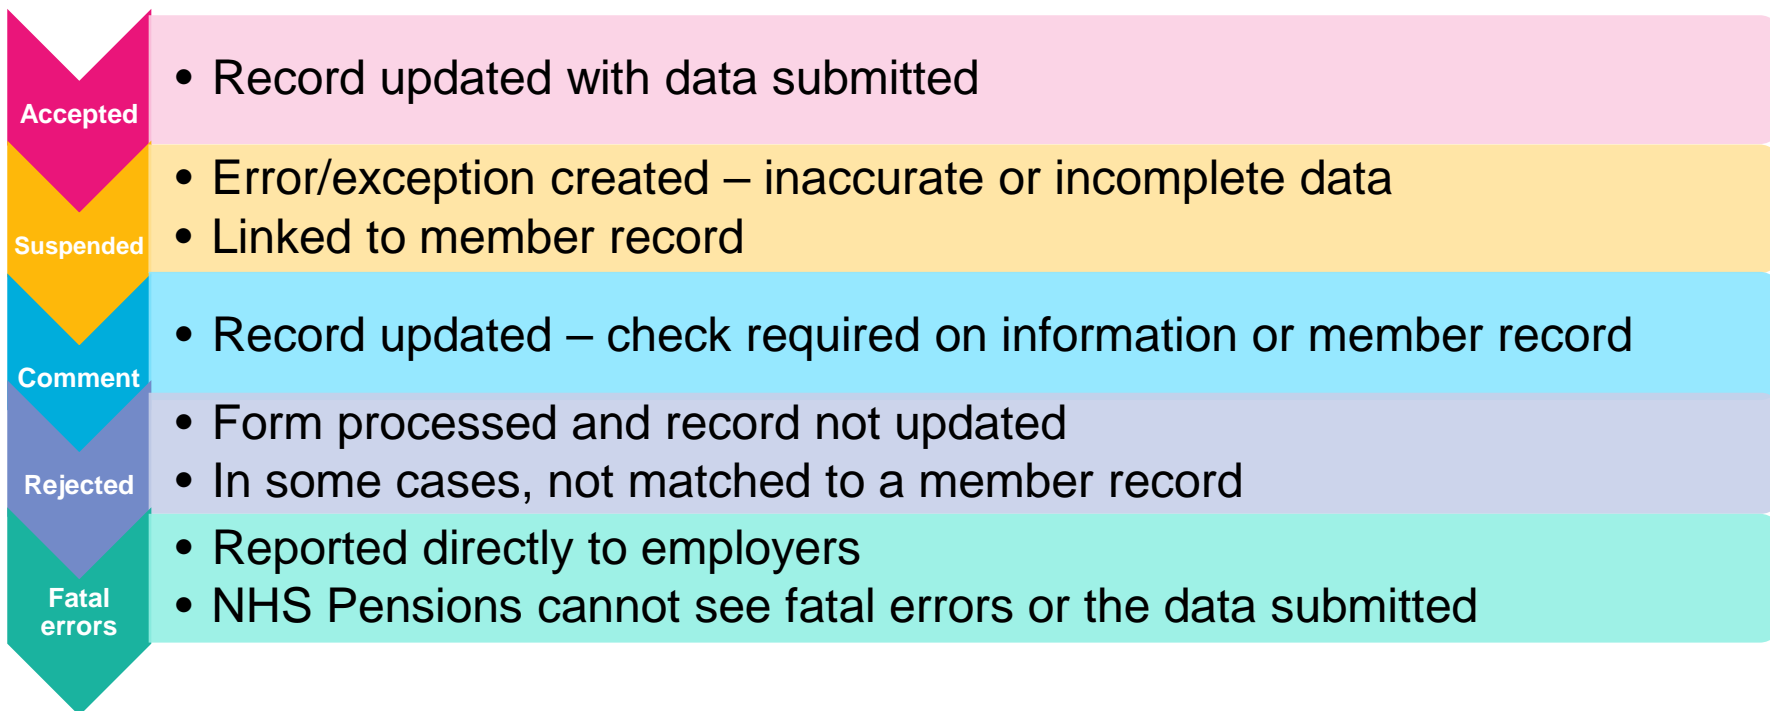 Accepted
• Record updated with data submitted
Suspended
• Error/exception created – inaccurate or incomplete data
• Linked to member record
Comment
• Record updated – check required on information or member record
Rejected
• Form processed and record not updated
• In some cases, not matched to a member record
Fatal
errors
• Reported directly to employers
• NHS Pensions cannot see fatal errors or the data submitted